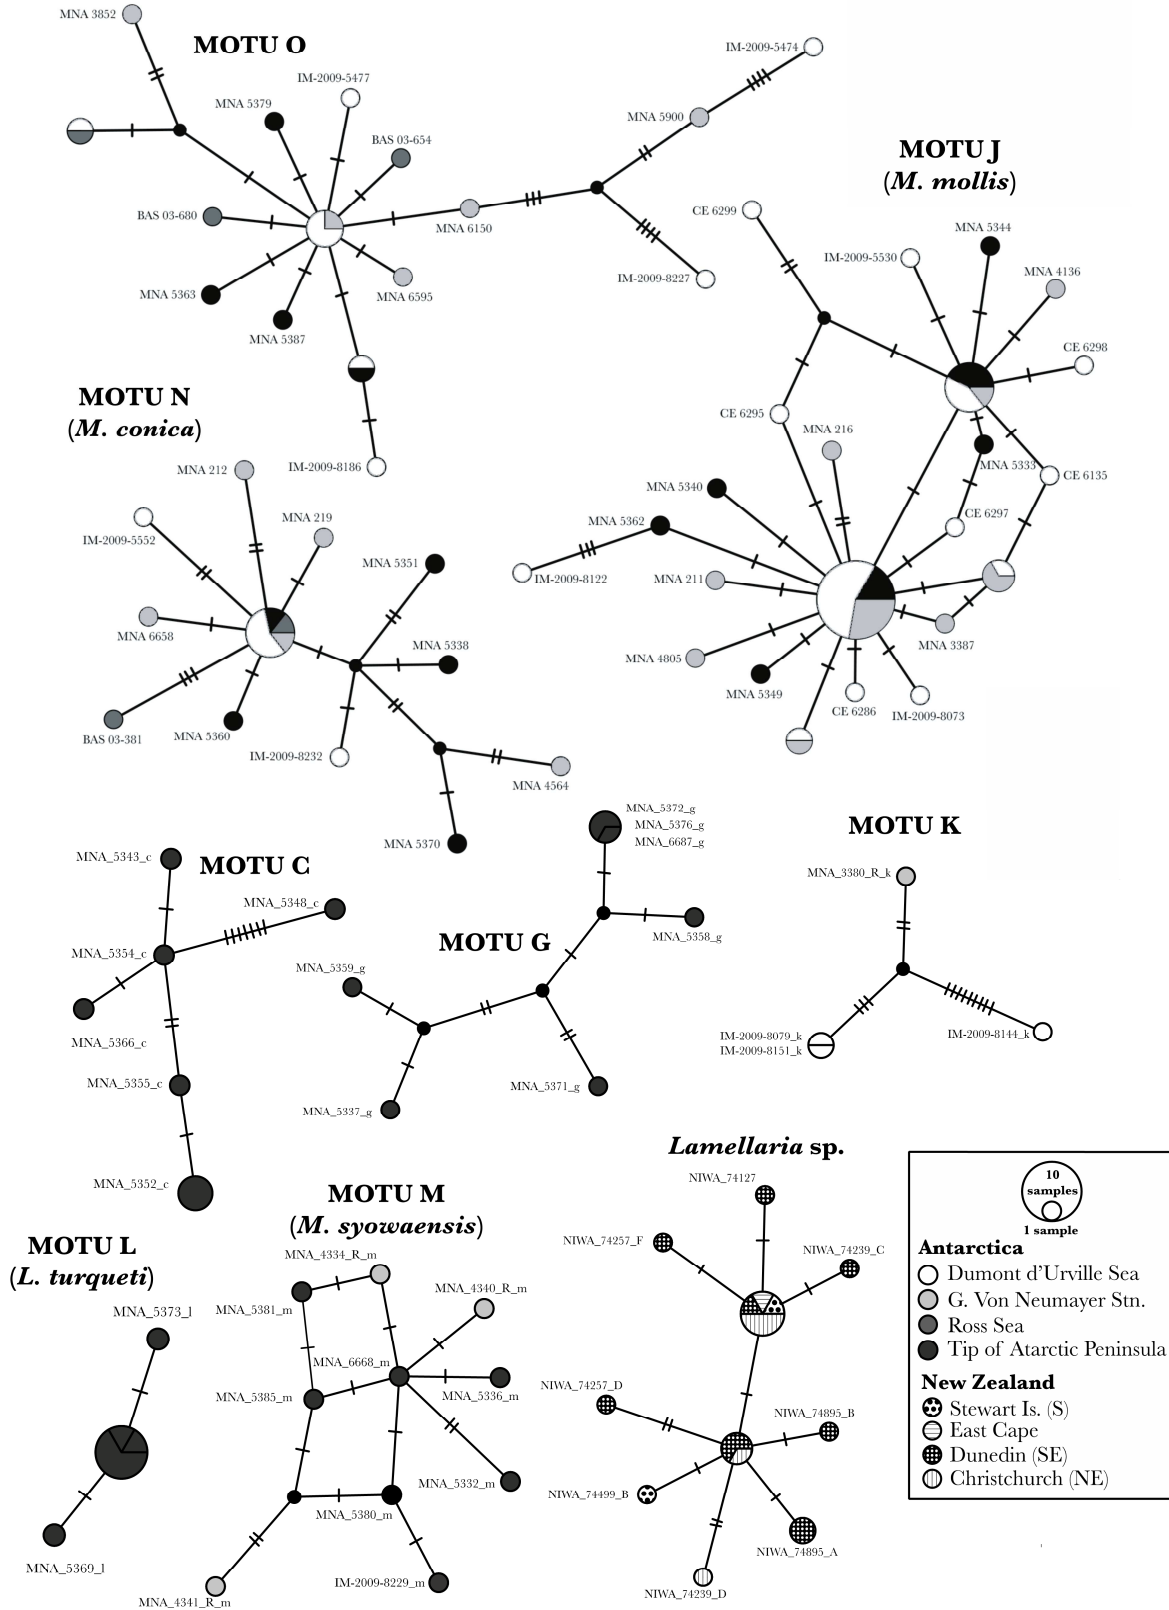 MNA 3852
MOTU O
IM-2009-5477
MNA 5379
BAS 03-654
BAS 03-680
MNA 5363
MNA 5387
MNA 6595
MNA 6150
IM-2009-5474
MNA 5900
IM-2009-8227
IM-2009-8186
MOTU J
(M. mollis)
CE 6299
MNA 5344
IM-2009-5530
MNA 4136
CE 6298
CE 6295
MNA 216
MNA 5333
CE 6135
MNA 5340
MNA 5362
CE 6297
IM-2009-8122
MNA 211
MNA 3387
MNA 4805
MNA 5349
CE 6286
IM-2009-8073
MOTU N
(M. conica)
MNA 212
MNA 219
IM-2009-5552
MNA 5351
MNA 6658
MNA 5338
BAS 03-381
MNA 5360
IM-2009-8232
MNA 4564
MNA 5370
MOTU C
MNA_5343_c
MNA_5348_c
MNA_5354_c
MNA_5366_c
MNA_5355_c
MNA_5352_c
MOTU G
MNA_5372_g
MNA_5376_g
MNA_6687_g
MNA_5358_g
MNA_5359_g
MNA_5371_g
MNA_5337_g
MOTU K
MNA_3380_R_k
IM-2009-8079_k
IM-2009-8151_k
IM-2009-8144_k
MOTU L
(L. turqueti)
MNA_5373_l
MNA_5369_l
MOTU M
(M. syowaensis)
MNA_4334_R_m
MNA_5381_m
MNA_4340_R_m
MNA_6668_m
MNA_5385_m
MNA_5336_m
MNA_5332_m
MNA_5380_m
MNA_4341_R_m
IM-2009-8229_m
Lamellaria sp.
NIWA_74127
NIWA_74257_F
NIWA_74239_C
NIWA_74257_D
NIWA_74895_B
NIWA_74499_B
NIWA_74895_A
NIWA_74239_D
10
samples
1 sample
Antarctica
Dumont d'Urville Sea
G. Von Neumayer Stn.
Ross Sea
Tip of Atarctic Peninsula
New Zealand
Stewart Is. (S)
East Cape
Dunedin (SE)
Christchurch (NE)